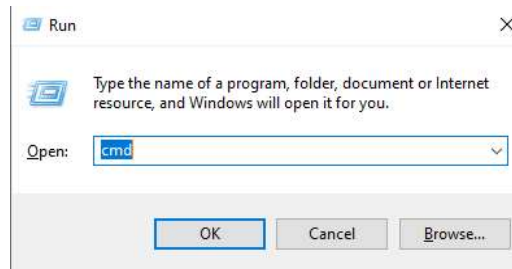 Run
Type the name of a program, folder, document or Internet
resource, and Windows will open it for you.
Open: cmd
OK Cancel Browse...